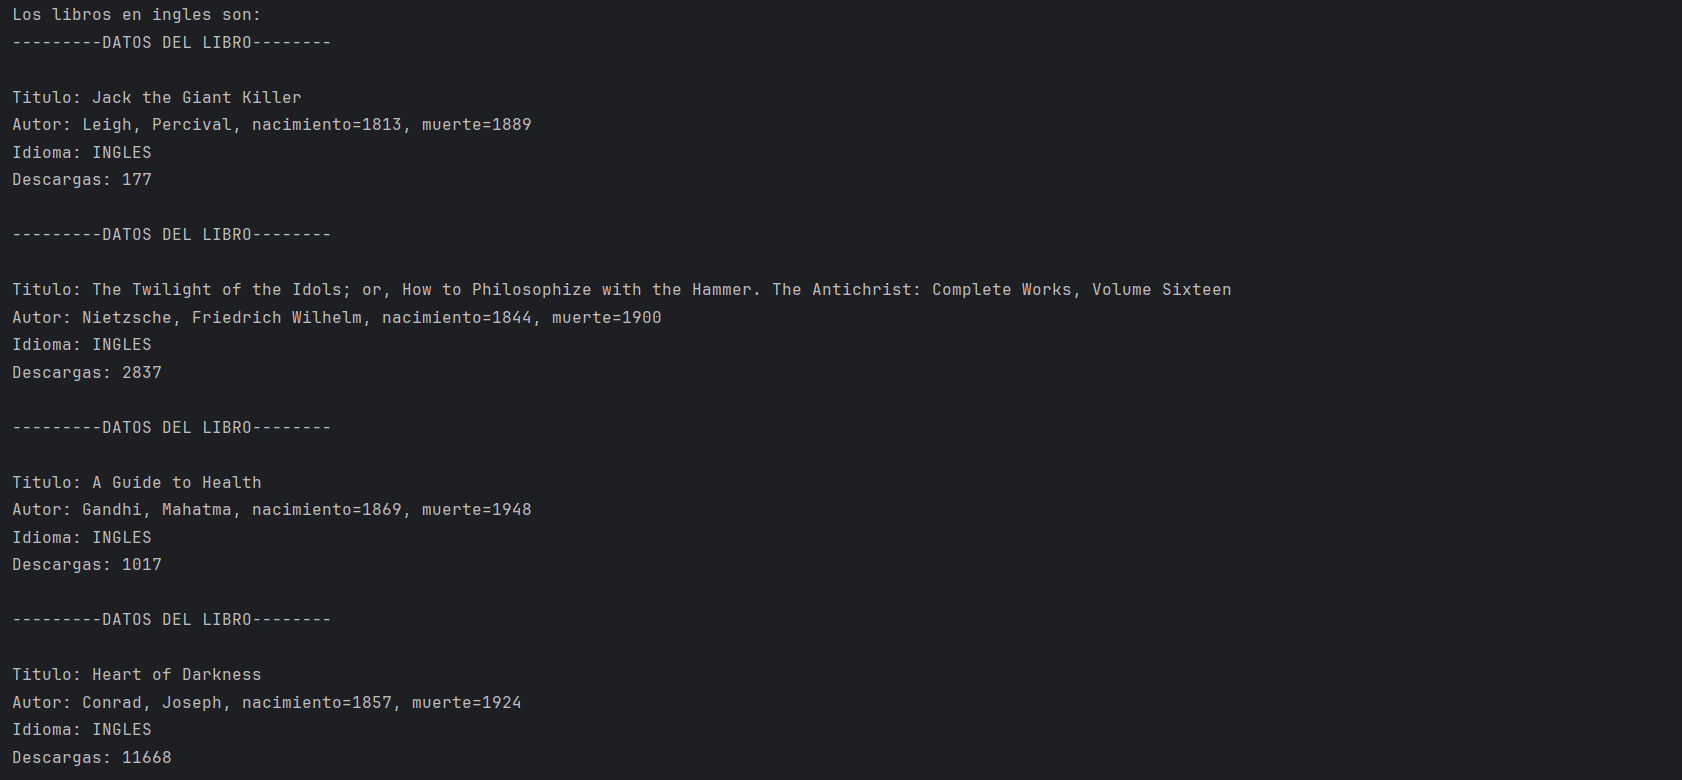 Los libros en ingles son:
---------DATOS DEL LIBRO--------
Titulo: Jack the Giant Killer
Autor: Leigh, Percival, nacimiento=1813, muerte=1889
Idioma: INGLES
Descargas: 177
---------DATOS DEL LIBRO--------
Titulo: The Twilight of the Idols; or, How to Philosophize with the Hammer. The Antichrist: Complete Works, Volume Sixteen
Autor: Nietzsche, Friedrich Wilhelm, nacimiento=1844, muerte=1900
Idioma: INGLES
Descargas: 2837
---------DATOS DEL LIBRO--------
Titulo: A Guide to Health
Autor: Gandhi, Mahatma, nacimiento=1869, muerte=1948
Idioma: INGLES
Descargas: 1017
---------DATOS DEL LIBRO--------
Titulo: Heart of Darkness
Autor: Conrad, Joseph, nacimiento=1857, muerte=1924
Idioma: INGLES
Descargas: 11668